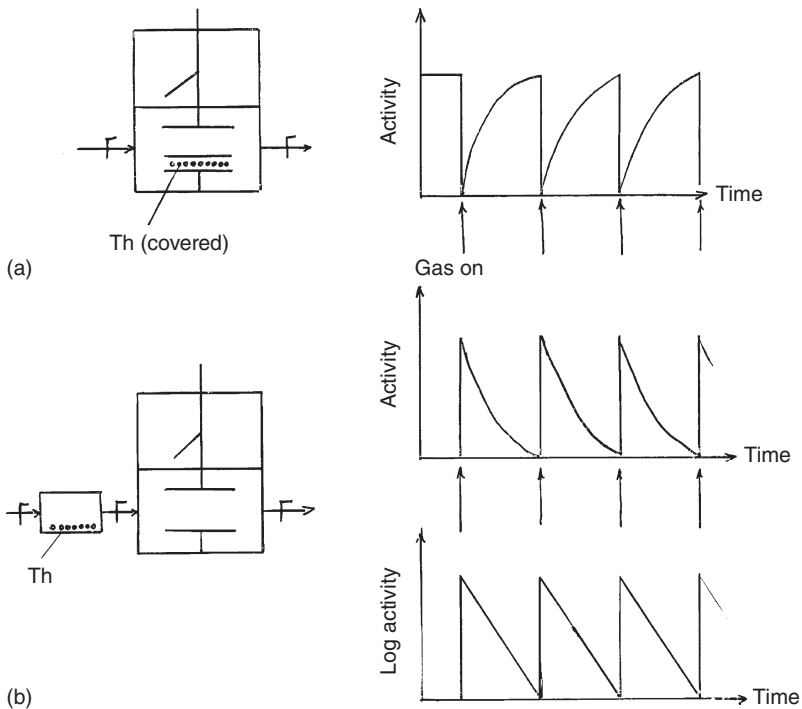 Activity
Time
Th (covered)
(a)
Gas on
Activity
Time
Th
Log activity
Time
(b)